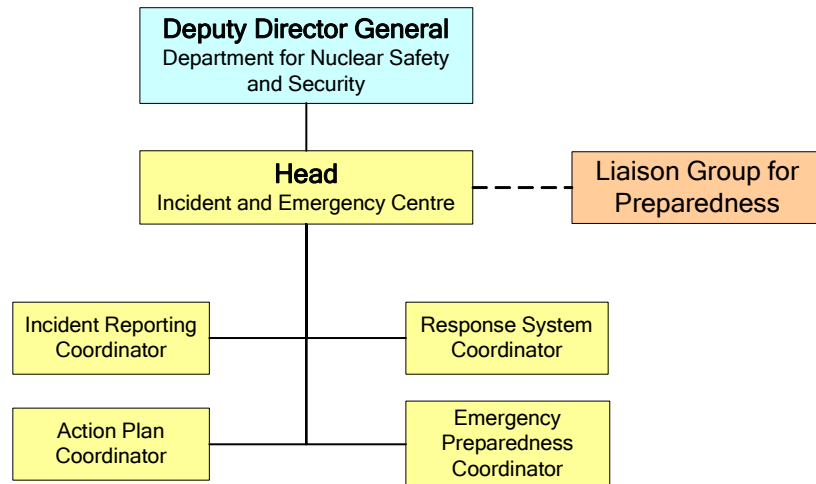 Deputy Director General
Department for Nuclear Safety
and Security
Head
Incident and Emergency Centre
Liaison Group for
Preparedness
Incident Reporting
Coordinator
Response System
Coordinator
Action Plan
Coordinator
Emergency
Preparedness
Coordinator